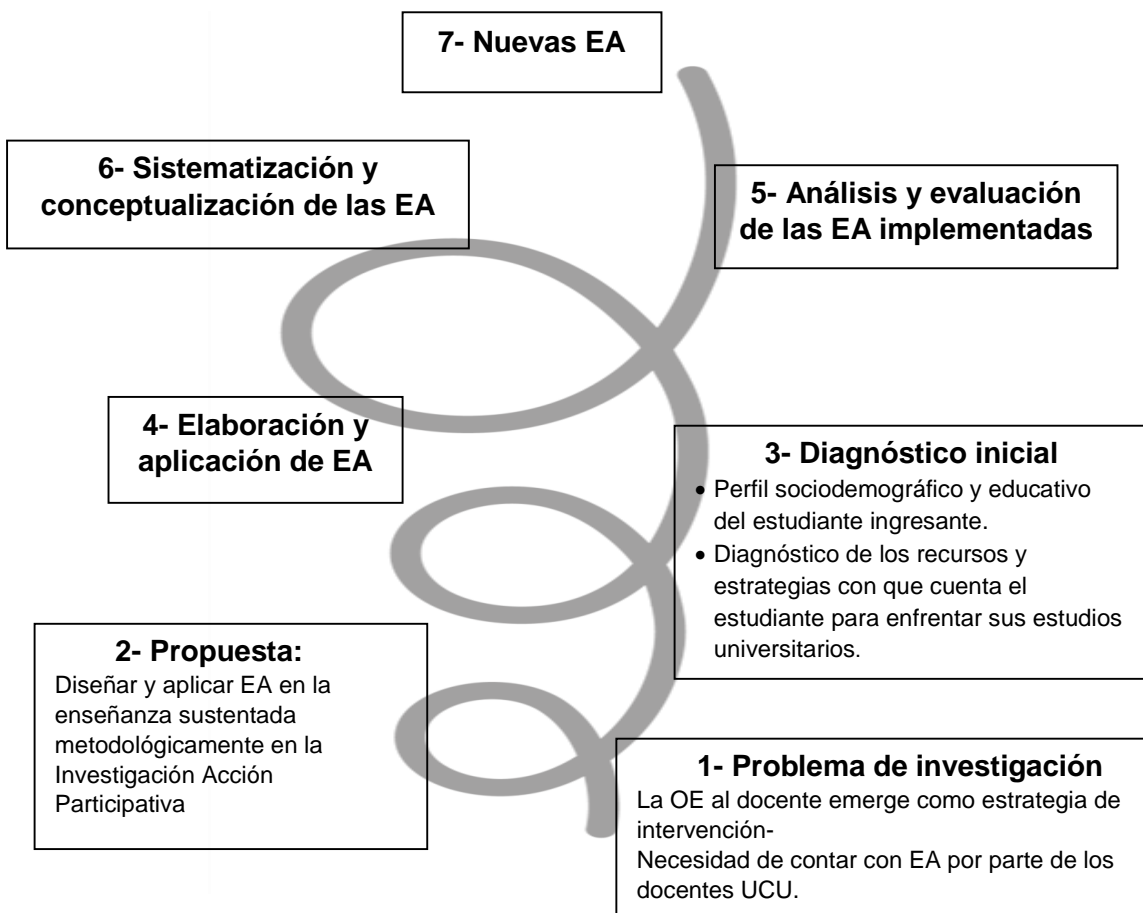 7- Nuevas EA
6- Sistematización y
conceptualización de las EA
5- Análisis y evaluación
de las EA implementadas
4- Elaboración y
aplicación de EA
3- Diagnóstico inicial
• Perfil sociodemográfico y educativo
del estudiante ingresante.
• Diagnóstico de los recursos y
estrategias con que cuenta el
estudiante para enfrentar sus estudios
universitarios.
2- Propuesta:
Diseñar y aplicar EA en la
enseñanza sustentada
metodológicamente en la
Investigación Acción
Participativa
1- Problema de investigación
La OE al docente emerge como estrategia de
intervención-
Necesidad de contar con EA por parte de los
docentes UCU.